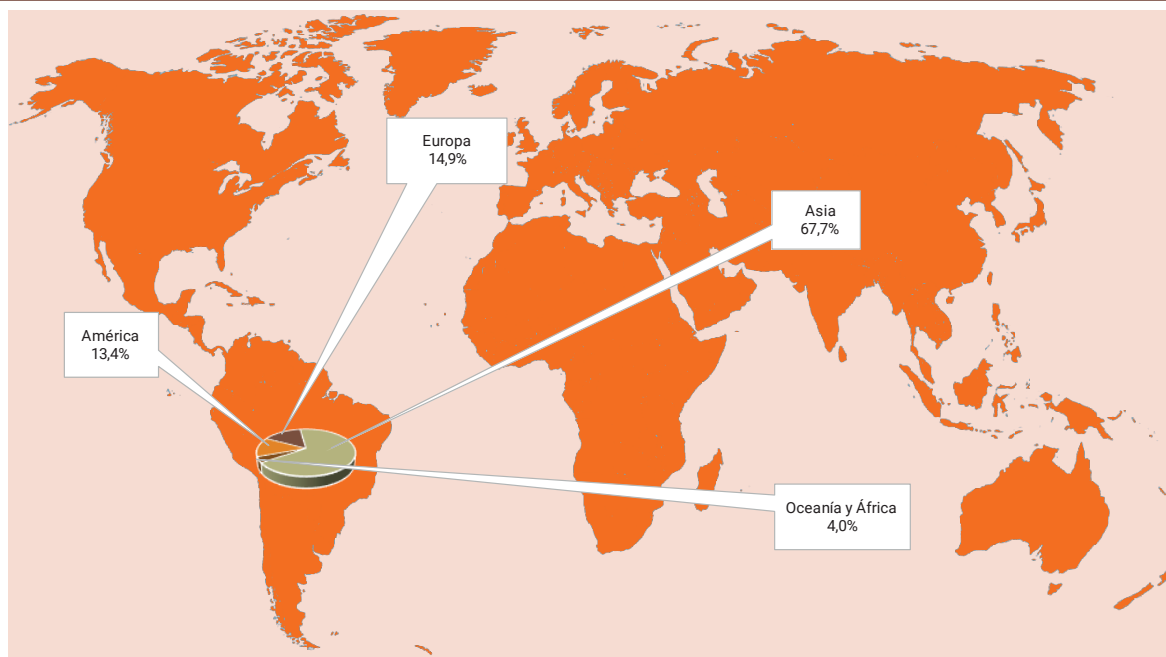 Europa
14,9%
Asia
67,7%
América
13,4%
Oceanía y África
4,0%